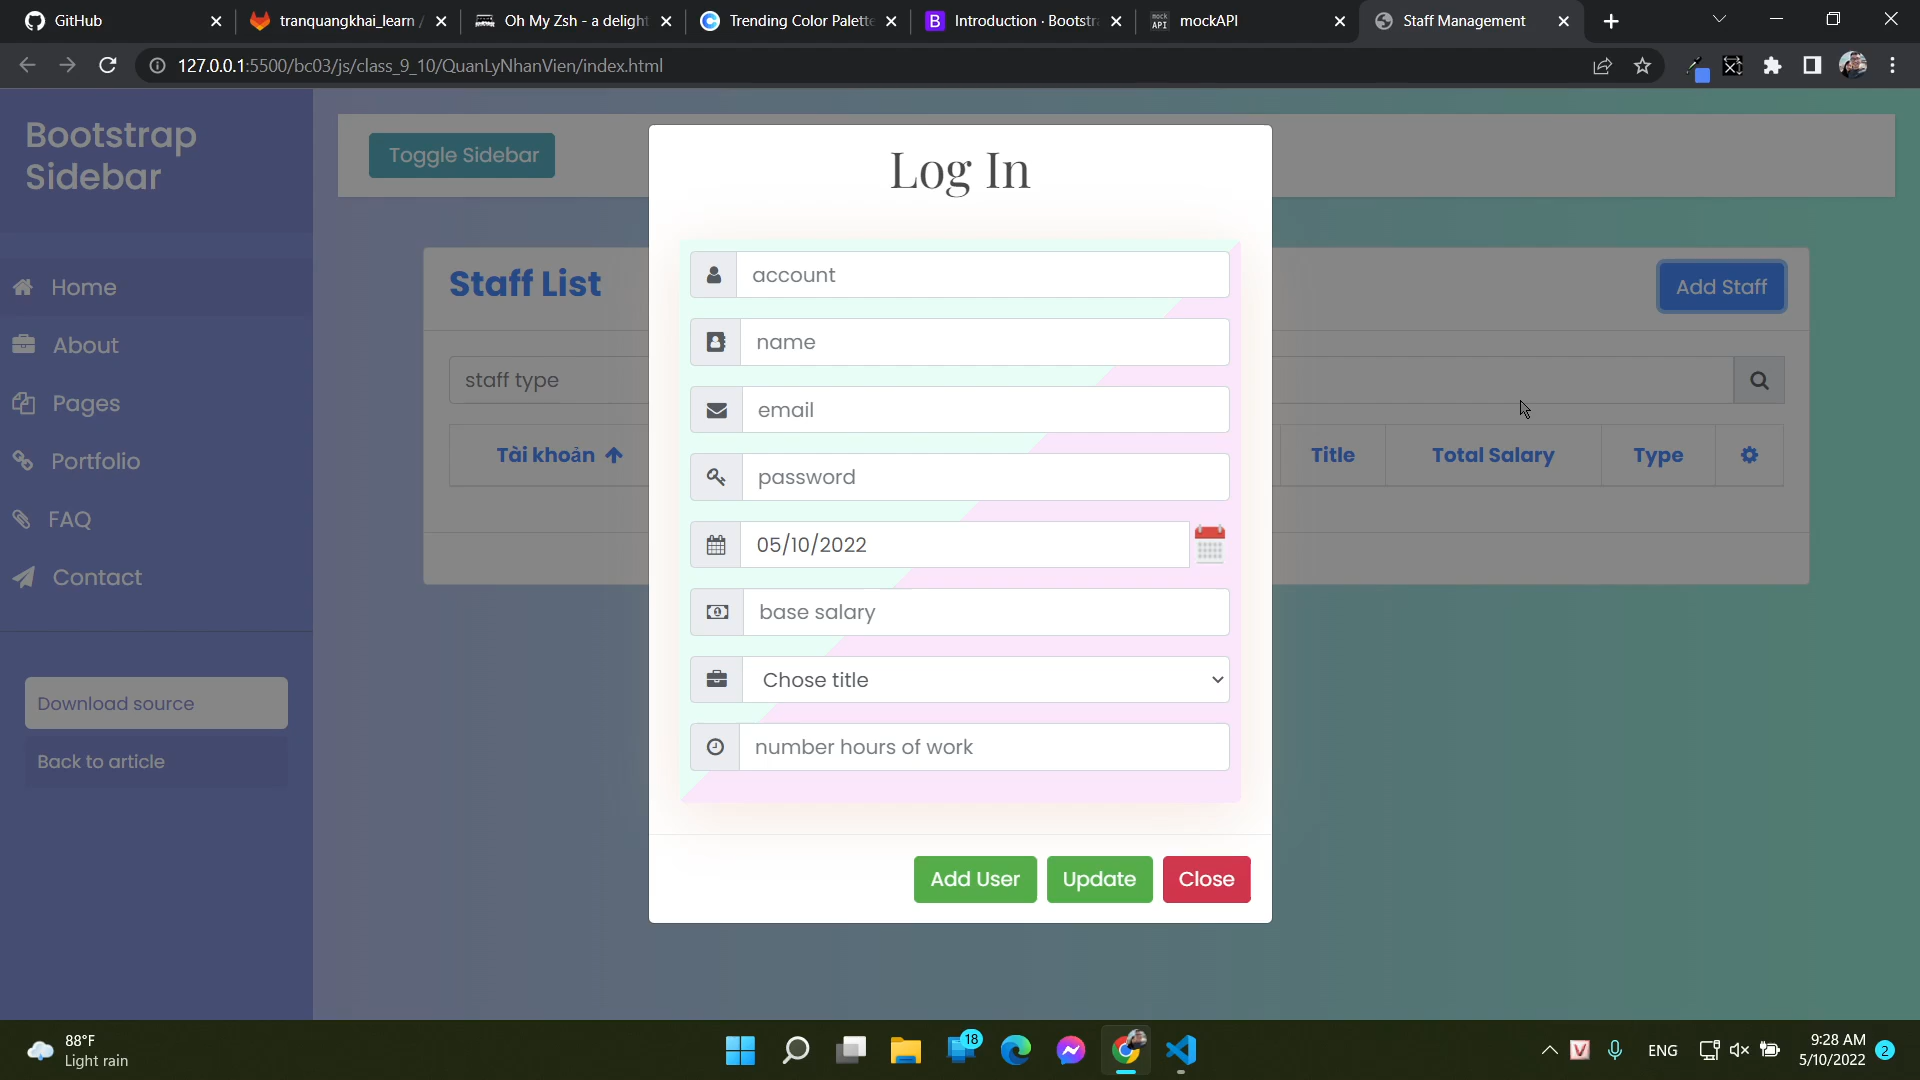 GitHub
tranquangkhai_learn /
Oh My Zsh - a delight
Trending Color Palette
Introduction · Bootstra
mockAPI
Staff Management
127.0.0.1:5500/bc03/js/class_9_10/QuanLyNhanVien/index.html
Bootstrap
Sidebar
Home
About
Pages
Portfolio
FAQ
Contact
Download source
Back to article
Toggle Sidebar
Staff List
Add Staff
staff type
Tài khoản
Title
Total Salary
Type
Log In
account
name
email
password
05/10/2022
base salary
Chose title
number hours of work
Add User
Update
Close
88°F
Light rain
18
ENG
9:28 AM
5/10/2022
2